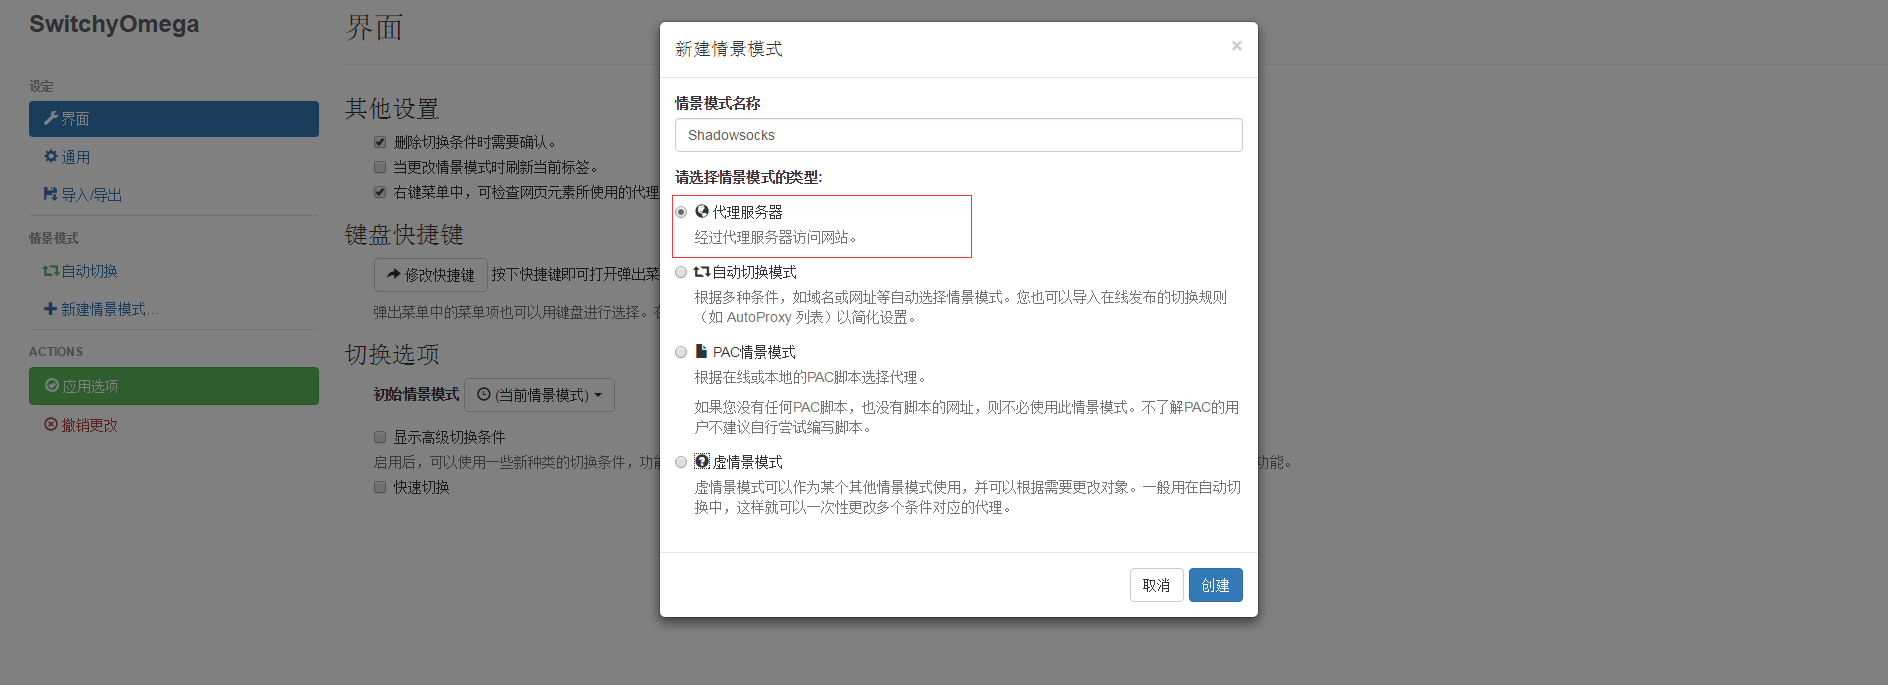 SwitchyOmega
设定
界面
通用
导入/导出
情景模式
自动切换
新建情景模式…
ACTIONS
应用选项
撤销更改
界面
其他设置
删除切换条件时需要确认。
当更改情景模式时刷新当前标签。
右键菜单中，可检查网页元素所使用的代理
键盘快捷键
修改快捷键 按下快捷键即可打开弹出菜
弹出菜单中的菜单项也可以用键盘进行选择。在
切换选项
初始情景模式 (当前情景模式)
显示高级切换条件
启用后，可以使用一些新种类的切换条件，功能 功能。
快速切换
新建情景模式
×
情景模式名称
Shadowsocks
请选择情景模式的类型:
代理服务器
经过代理服务器访问网站。
自动切换模式
根据多种条件，如域名或网址等自动选择情景模式。您也可以导入在线发布的切换规则
（如 AutoProxy 列表）以简化设置。
PAC情景模式
根据在线或本地的PAC脚本选择代理。
如果您没有任何PAC脚本，也没有脚本的网址，则不必使用此情景模式。不了解PAC的用
户不建议自行尝试编写脚本。
虚情景模式
虚情景模式可以作为某个其他情景模式使用，并可以根据需要更改对象。一般用在自动切
换中，这样就可以一次性更改多个条件对应的代理。
取消
创建